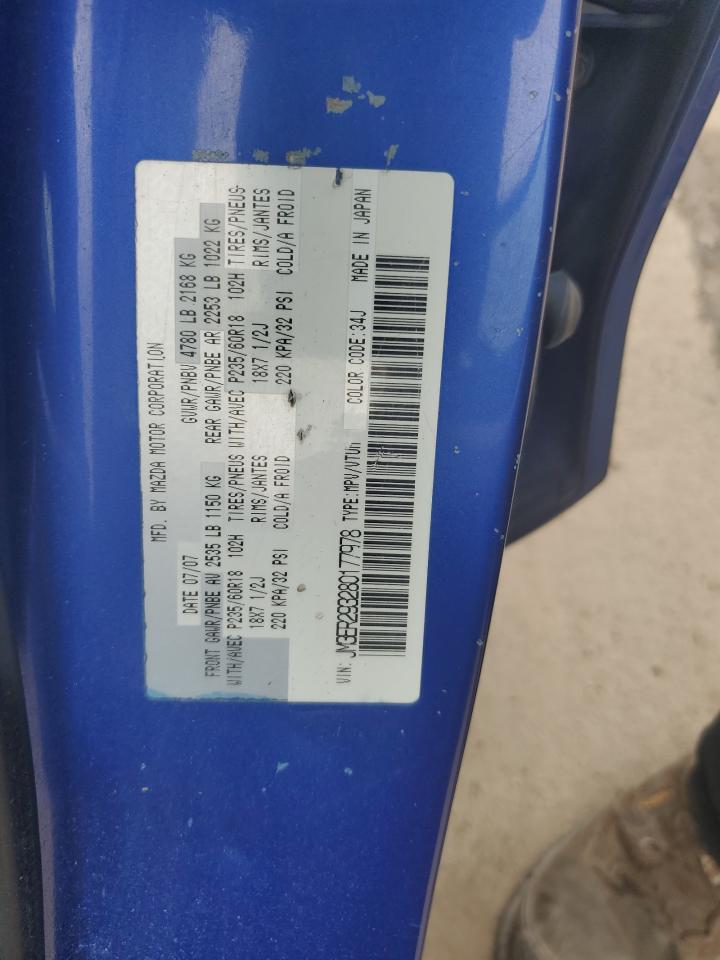 MFD. BY MAZDA MOTOR CORPORATION
DATE 07/07 GVWR/PNBV 4780 LB 2168 KG
FRONT GAWR/PNBE AV 2535 LB 1150 KG REAR GAWR/PNBE AR 2253 LB 1022 KG
WITH/AVEC P235/60R18 102H TIRES/PNEUS WITH/AVEC P235/60R18 102H TIRES/PNEUS
18X7 1/2J RIMS/JANTES 18X7 1/2J RIMS/JANTES
220 KPA/32 PSI COLD/A FROID 220 KPA/32 PSI COLD/A FROID
VIN: JM3ER293280177978 TYPE:MPV/VTUM COLOR CODE:34J MADE IN JAPAN